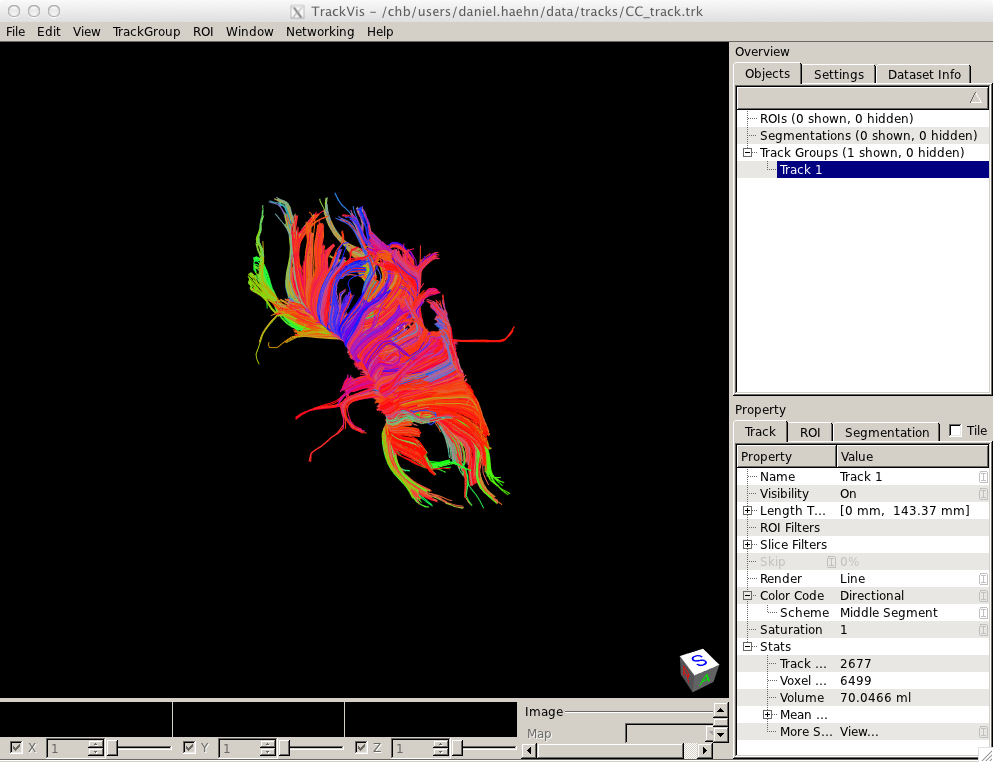 TrackVis – /chb/users/daniel.haehn/data/tracks/CC_track.trk
File Edit View TrackGroup ROI Window Networking Help
Overview
Objects Settings Dataset Info
ROIs (0 shown, 0 hidden)
Segmentations (0 shown, 0 hidden)
Track Groups (1 shown, 0 hidden)
Track 1
Property
Track ROI Segmentation Tile
Property Value
Name Track 1
Visibility On
Length T... [0 mm, 143.37 mm]
ROI Filters
Slice Filters
Skip 0%
Render Line
Color Code Directional
Scheme Middle Segment
Saturation 1
Stats
Track ... 2677
Voxel ... 6499
Volume 70.0466 ml
Mean ...
More S... View...
S
A
Image
Map
X 1 Y 1 Z 1